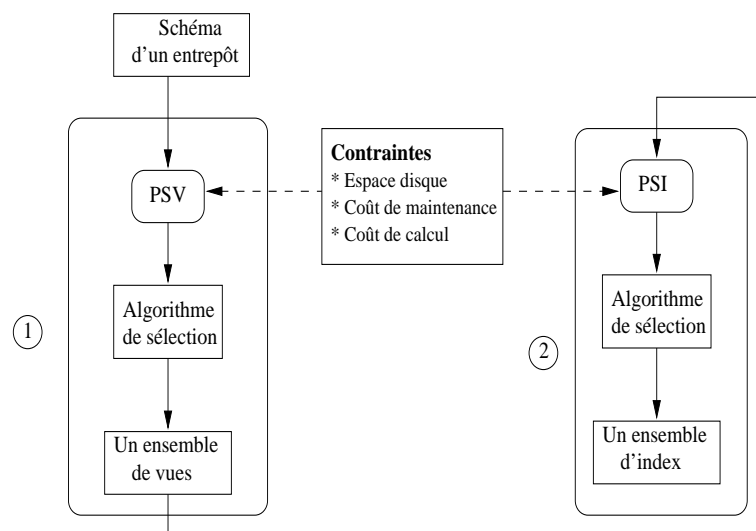 Schéma
d'un entrepôt
PSV
Contraintes
* Espace disque
* Coût de maintenance
* Coût de calcul
PSI
Algorithme
de sélection
1
Algorithme
de sélection
2
Un ensemble
de vues
Un ensemble
d'index